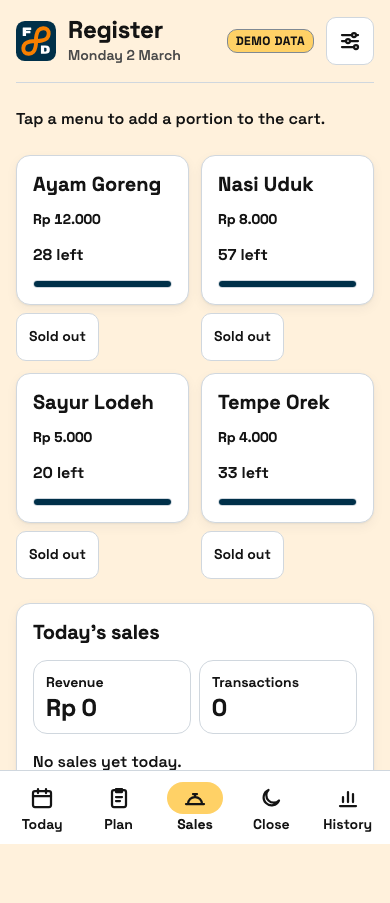 F
D
Register
Monday 2 March
DEMO DATA
Tap a menu to add a portion to the cart.
Ayam Goreng
Rp 12.000
28 left
Sold out
Nasi Uduk
Rp 8.000
57 left
Sold out
Sayur Lodeh
Rp 5.000
20 left
Sold out
Tempe Orek
Rp 4.000
33 left
Sold out
Today's sales
Revenue
Rp 0
Transactions
0
No sales yet today.
Today
Plan
Sales
Close
History